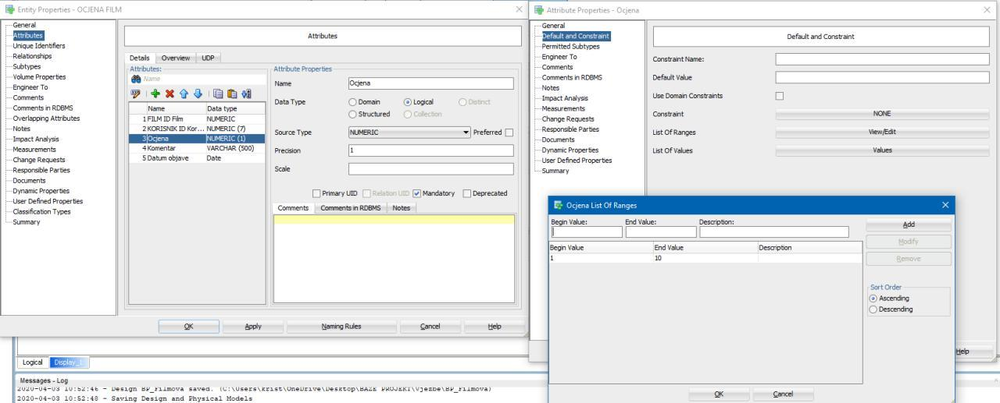 Entity Properties - OCJENA FILM
General
Attributes
Unique Identifiers
Relationships
Subtypes
Volume Properties
Engineer To
Comments
Comments in RDBMS
Overlapping Attributes
Notes
Impact Analysis
Measurements
Change Requests
Responsible Parties
Documents
Dynamic Properties
User Defined Properties
Classification Types
Summary
Attributes
Details Overview UDP
Attributes:
Name
Name Data type
1 FILM ID Film NUMERIC
2 KORISNIK ID Kor... NUMERIC (7)
3 Ocjena NUMERIC (1)
4 Komentar VARCHAR (500)
5 Datum objave Date
Attribute Properties
Name Ocjena
Data Type Domain Logical Distinct
Structured Collection
Source Type NUMERIC Preferred
Precision 1
Scale
Primary UID Relation UID Mandatory Deprecated
Comments Comments in RDBMS Notes
OK Apply Naming Rules Cancel Help
Attribute Properties - Ocjena
General
Default and Constraint
Permitted Subtypes
Engineer To
Comments
Comments in RDBMS
Notes
Impact Analysis
Measurements
Change Requests
Responsible Parties
Documents
Dynamic Properties
User Defined Properties
Summary
Default and Constraint
Constraint Name:
Default Value
Use Domain Constraints
Constraint NONE
List Of Ranges View/Edit
List Of Values Values
Help
Ocjena List Of Ranges
Begin Value: End Value: Description:
Begin Value End Value Description
1 10
Add
Modify
Remove
Sort Order
Ascending
Descending
OK Cancel
Logical Display_1
Messages - Log
2020-04-03 10:52:46 - Design BP_Filmova saved. (C:\Users\krist\OneDrive\Desktop\BAZE PROJEKT\Vjezbe\BP_Filmova)
2020-04-03 10:52:48 - Saving Design and Physical Models